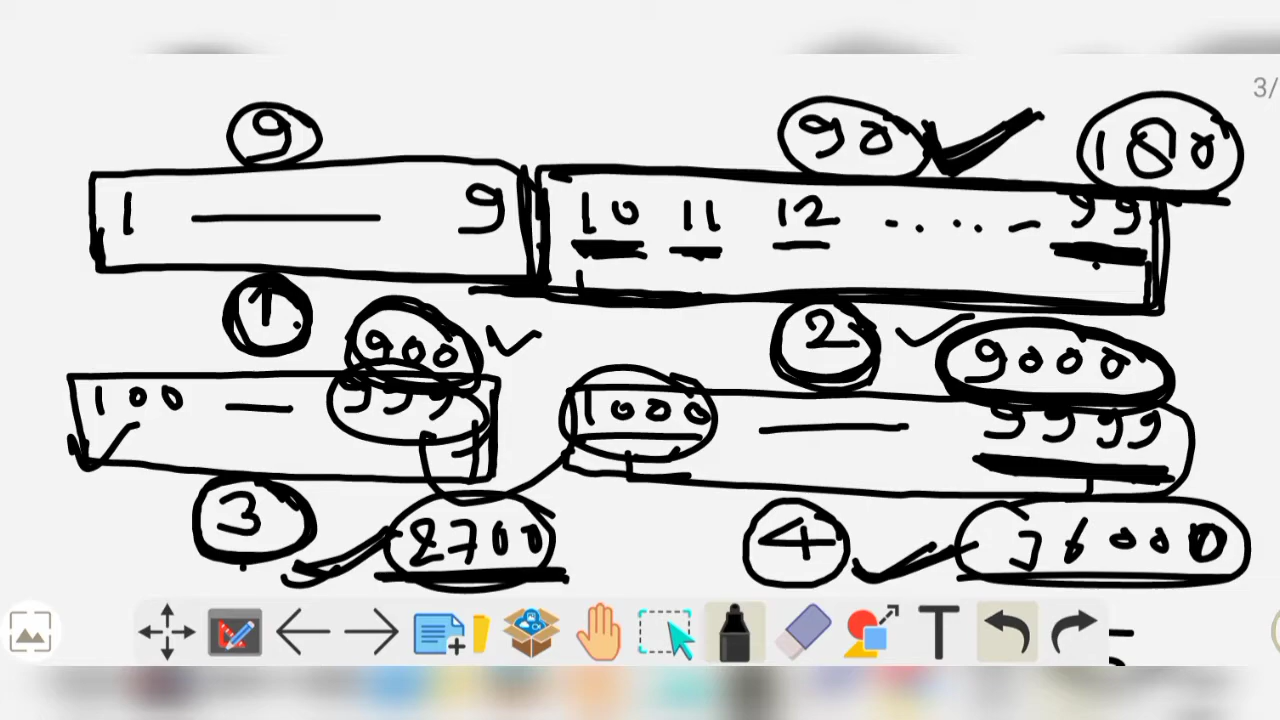 3/
9 90 180
1 — 9 10 11 12 ....– 99
1 900 2 9000
100 — 999 1000 — 9999
3 2700 4 36000
T